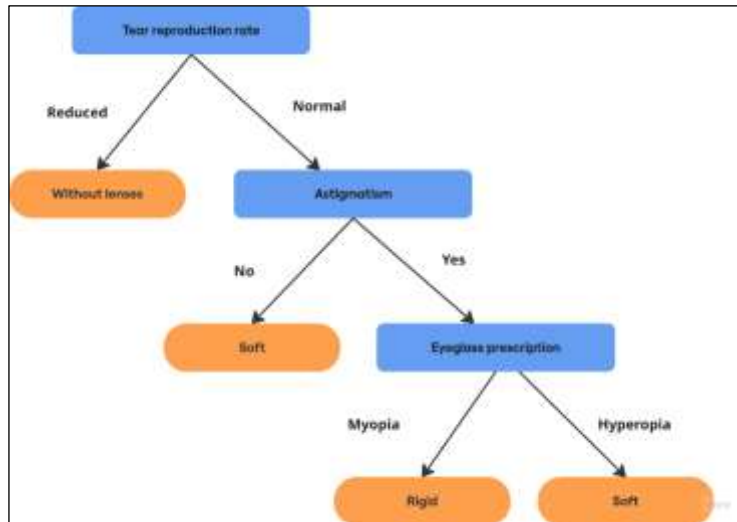 Tear reproduction rate
Reduced
Normal
Without lenses
Astigmatism
No
Yes
Soft
Eyeglass prescription
Myopia
Hyperopia
Rigid
Soft